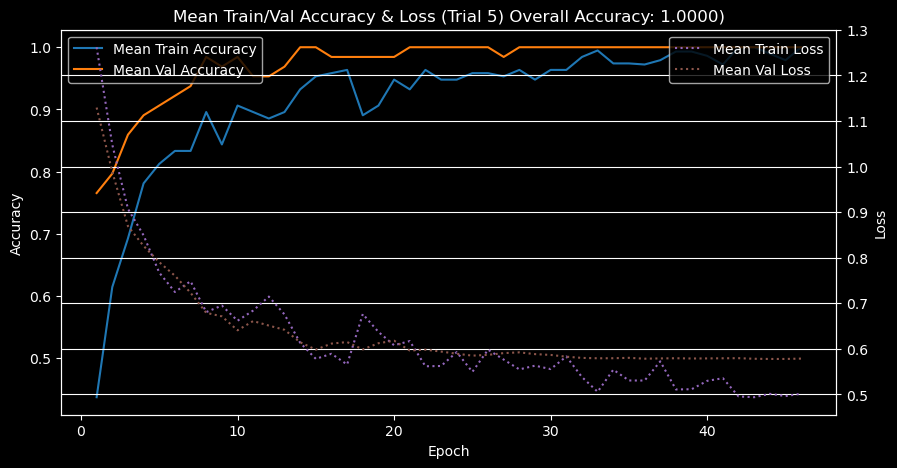 Mean Train/Val Accuracy & Loss (Trial 5) Overall Accuracy: 1.0000)
Mean Train Accuracy
Mean Val Accuracy
Mean Train Loss
Mean Val Loss
Accuracy
1.0
0.9
0.8
0.7
0.6
0.5
Loss
1.3
1.2
1.1
1.0
0.9
0.8
0.7
0.6
0.5
0 10 20 30 40
Epoch